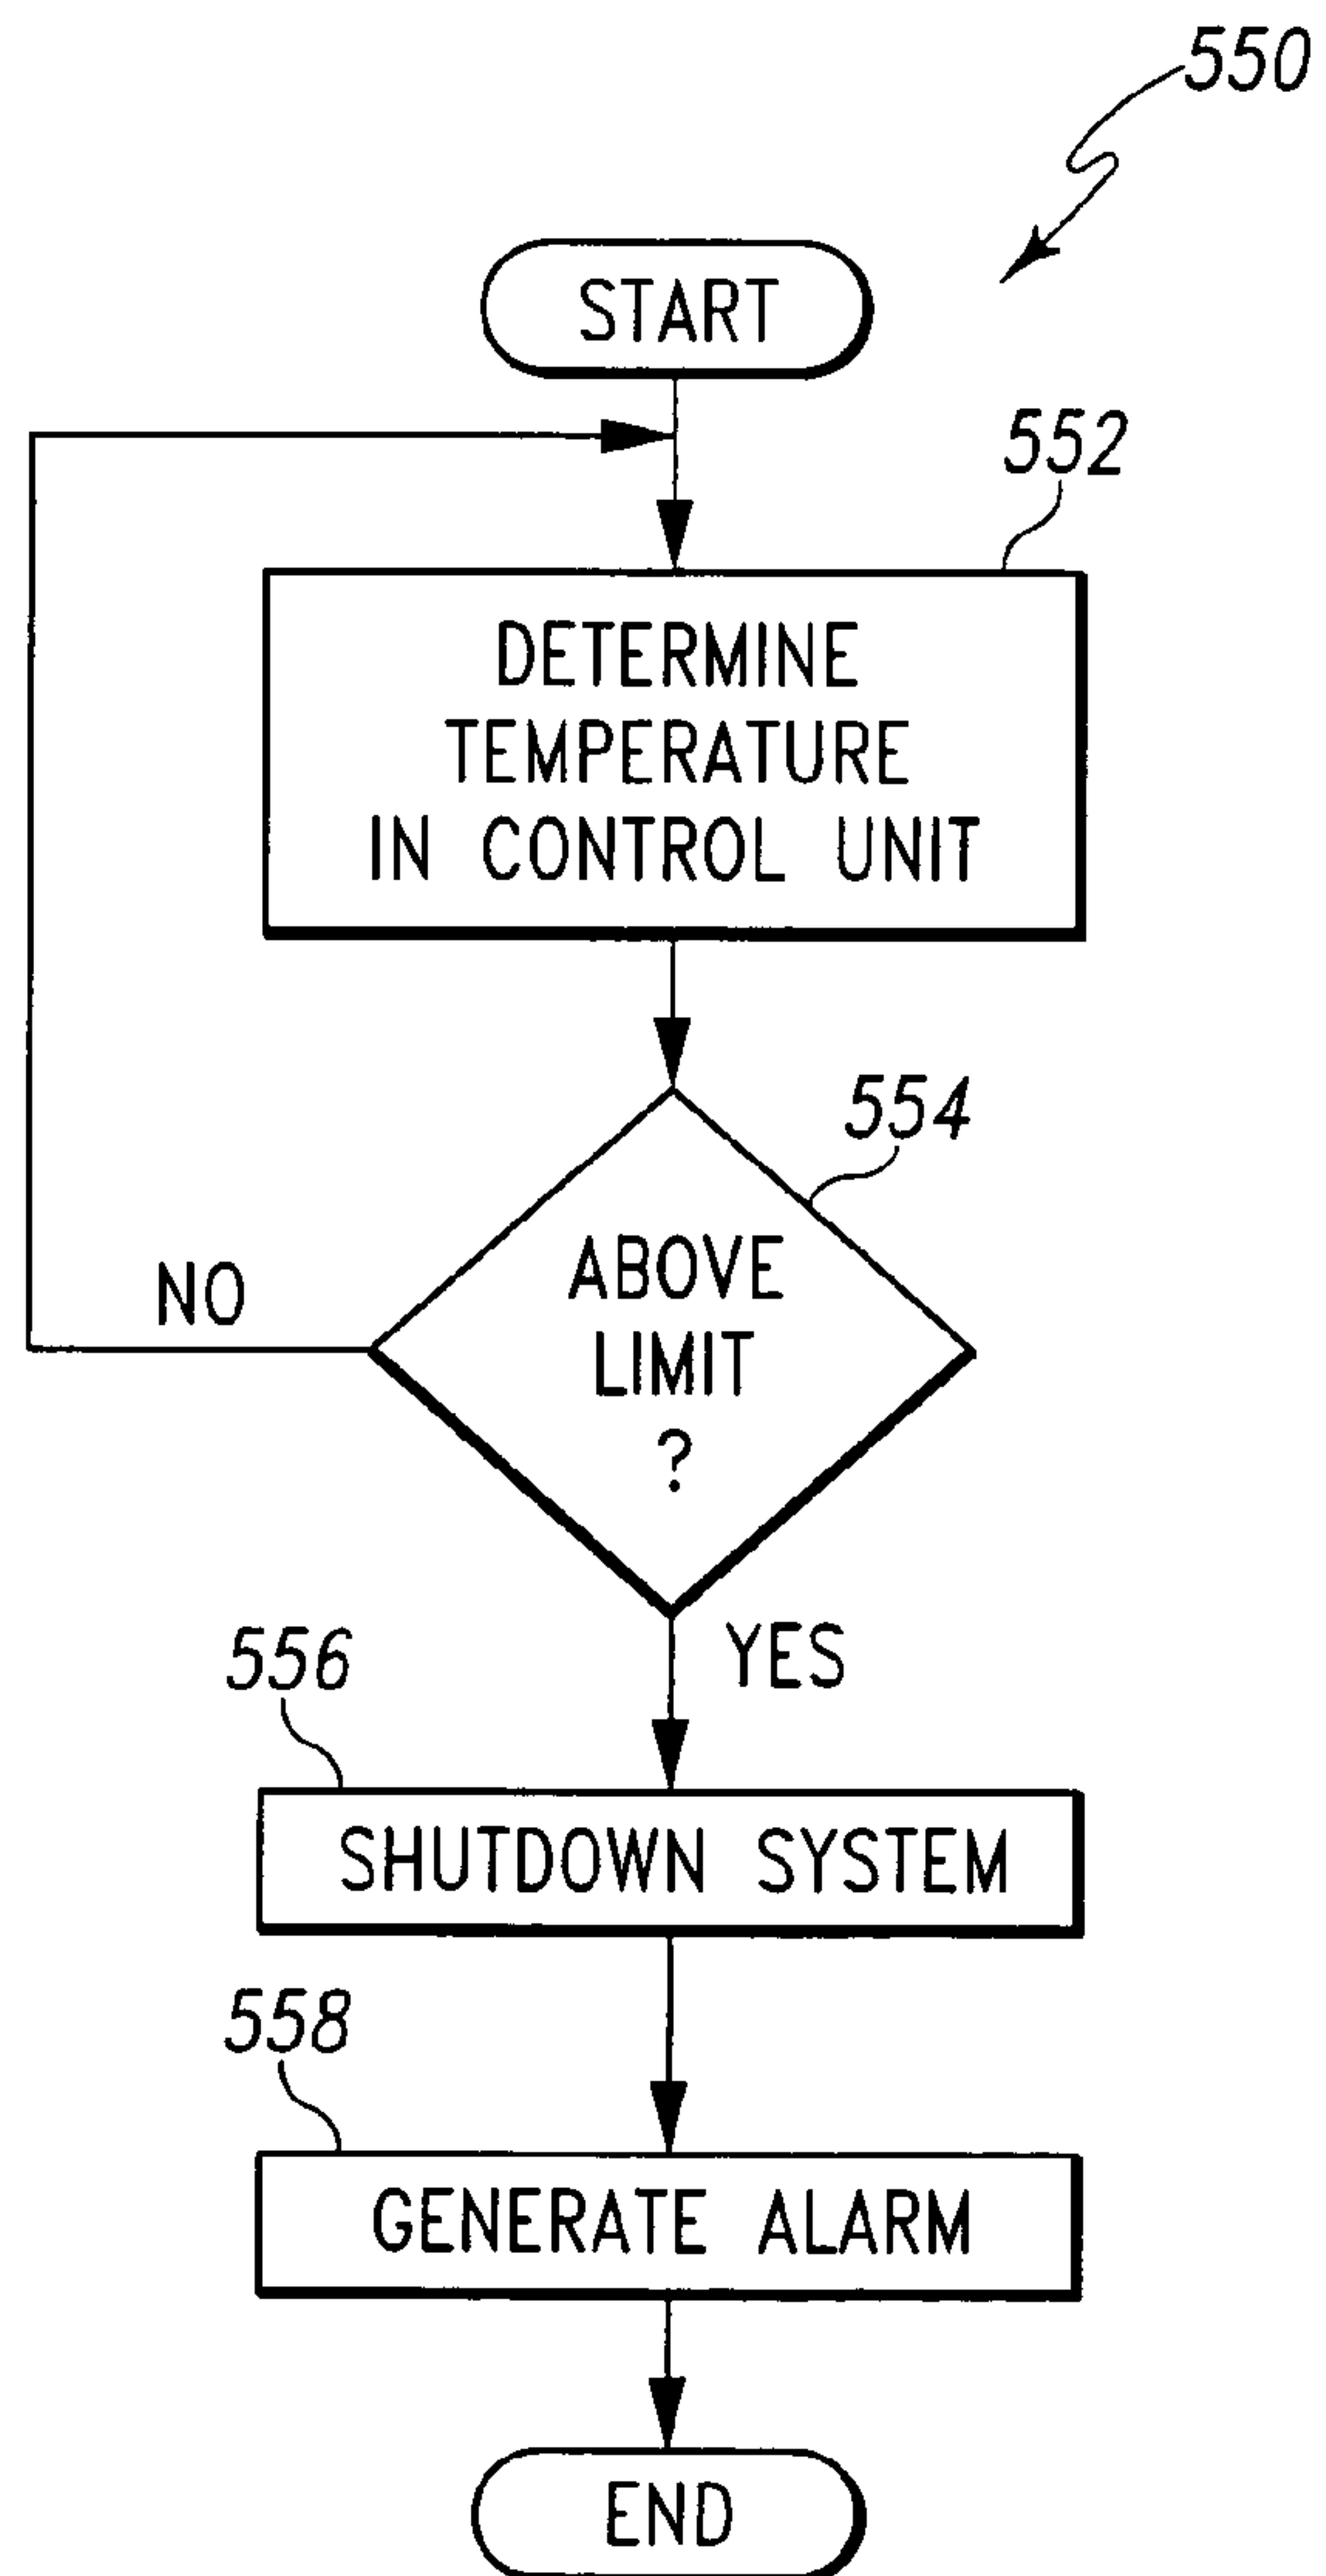 550
START
552
DETERMINE
TEMPERATURE
IN CONTROL UNIT
554
ABOVE
LIMIT
?
NO
YES
556
SHUTDOWN SYSTEM
558
GENERATE ALARM
END